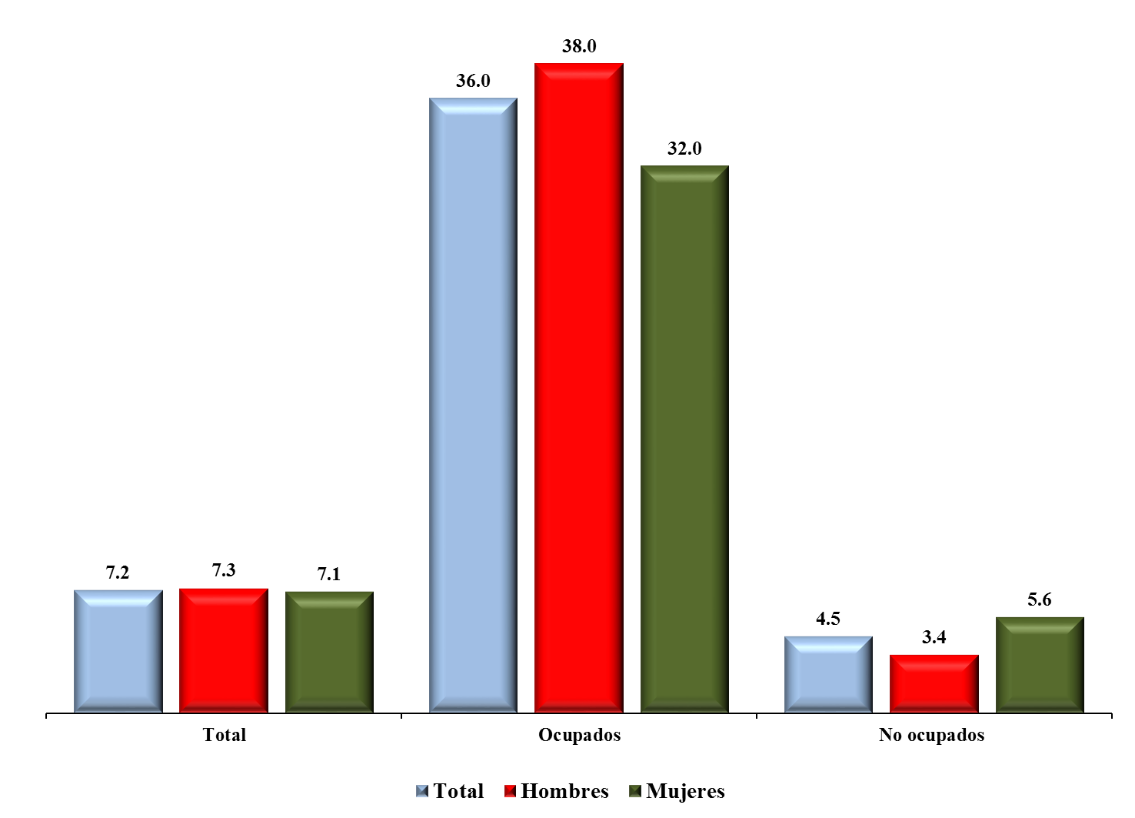 38.0
36.0
32.0
7.2 7.3 7.1
5.6
4.5
3.4
Total Ocupados No ocupados
Total Hombres Mujeres